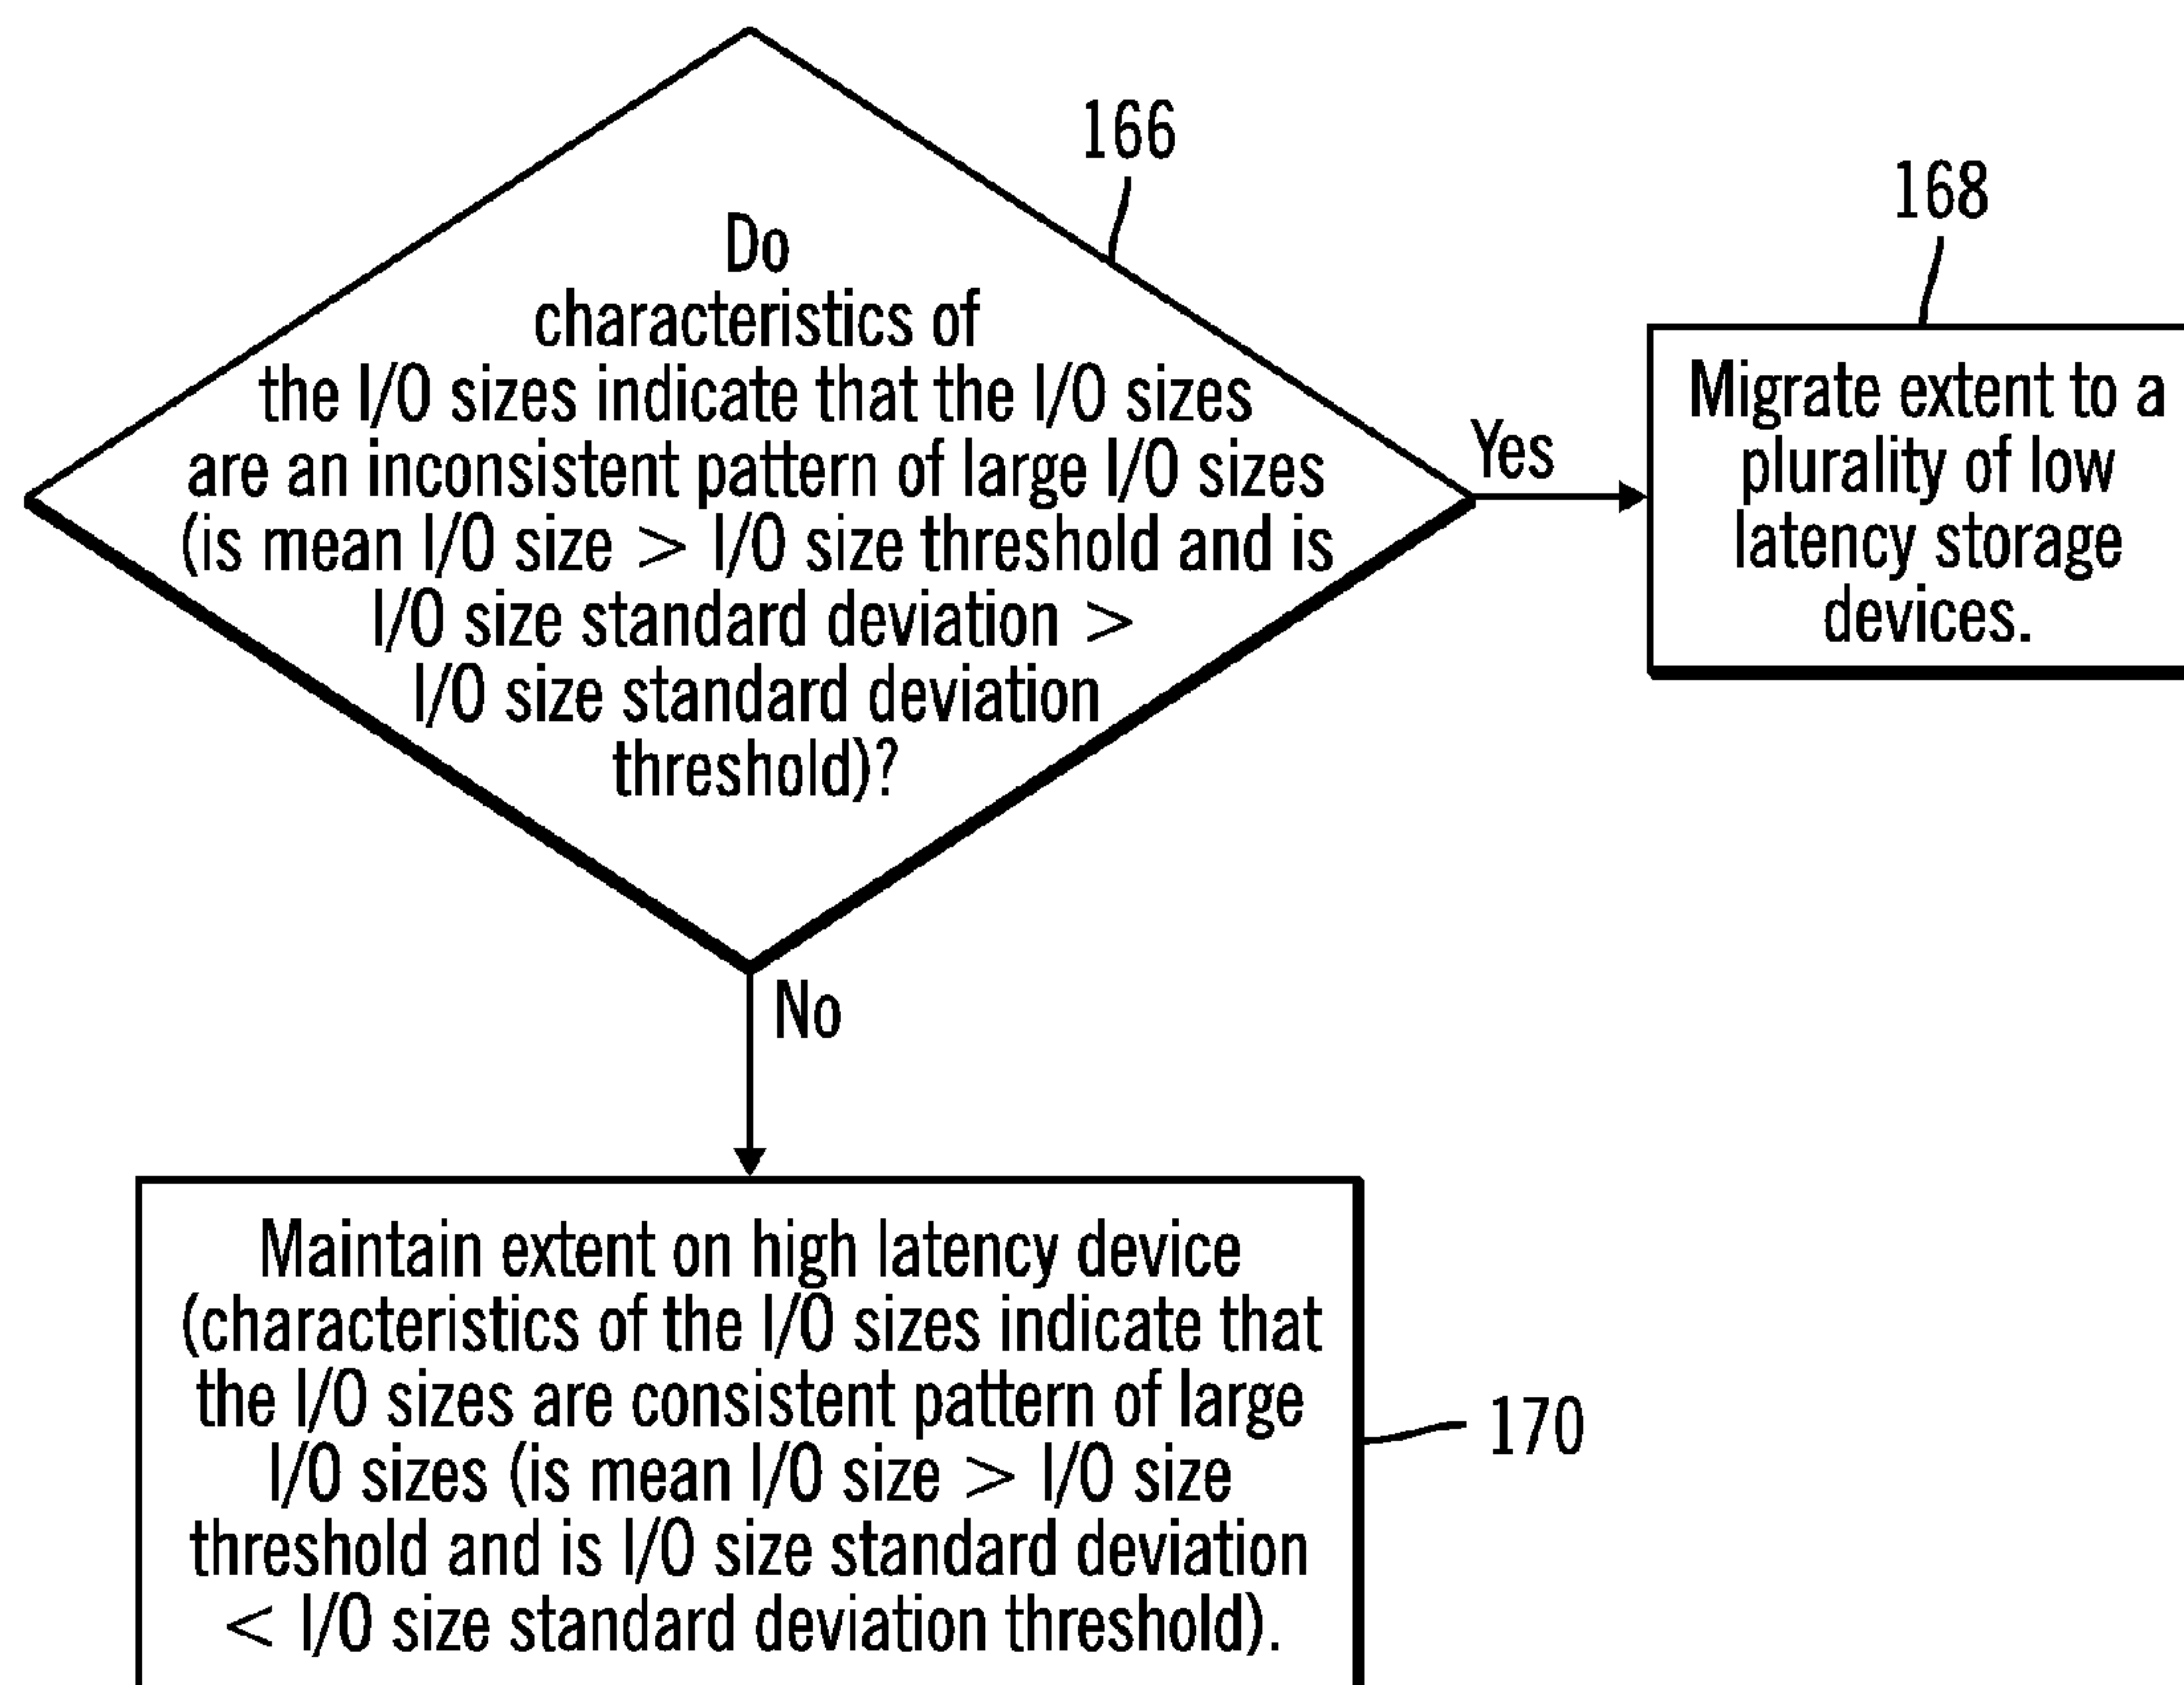 166
Do
characteristics of
the I/O sizes indicate that the I/O sizes
are an inconsistent pattern of large I/O sizes
(is mean I/O size > I/O size threshold and is
I/O size standard deviation >
I/O size standard deviation
threshold)?
Yes
168
Migrate extent to a
plurality of low
latency storage
devices.
No
Maintain extent on high latency device
(characteristics of the I/O sizes indicate that
the I/O sizes are consistent pattern of large
I/O sizes (is mean I/O size > I/O size
threshold and is I/O size standard deviation
< I/O size standard deviation threshold).
170